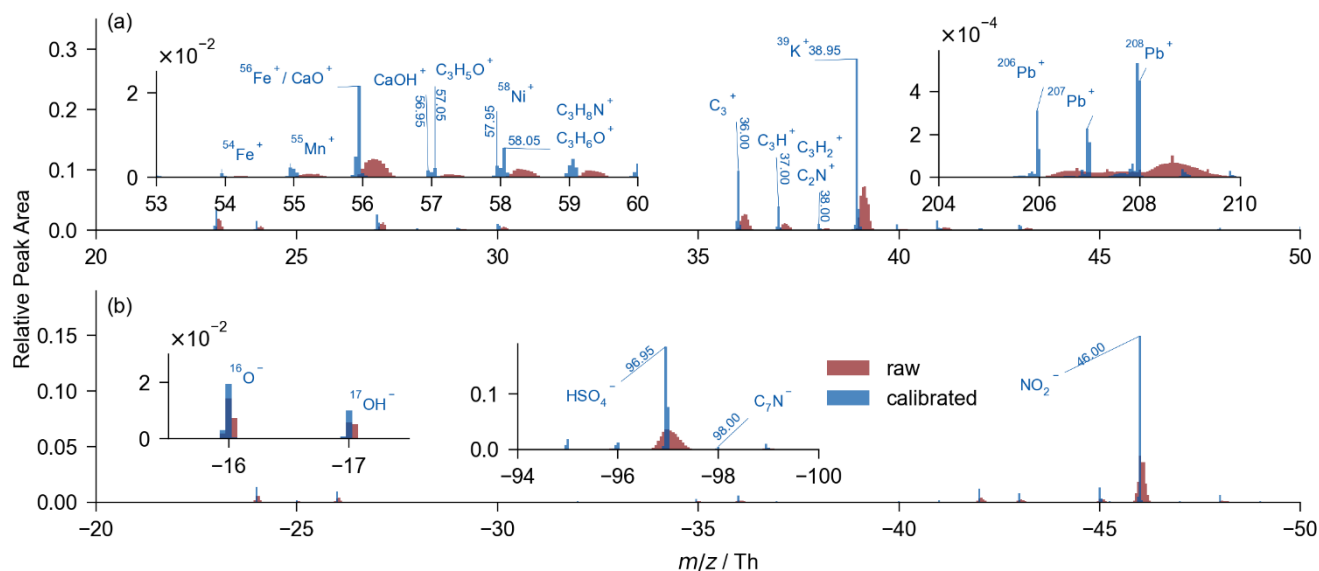 (a)
Relative Peak Area
0.3
0.2
0.1
0.0
×10⁻²
2
0
⁵⁴Fe⁺
⁵⁵Mn⁺
⁵⁶Fe⁺ / CaO⁺
CaOH⁺
56.95
C₃H₅O⁺
57.05
⁵⁸Ni⁺
58.05
C₃H₈N⁺
C₃H₆O⁺
53 54 55 56 57 58 59 60
C₃⁺
36.00
C₃H⁺
37.00
C₃H₂⁺
C₂N⁺
38.00
³⁹K⁺
38.95
×10⁻⁴
4
2
0
²⁰⁶Pb⁺
²⁰⁷Pb⁺
²⁰⁸Pb⁺
204 206 208 210
20 25 30 35 40 45 50
(b)
0.15
0.10
0.05
0.00
×10⁻²
2
0
¹⁶O⁻
¹⁷OH⁻
−16 −17
0.1
0.0
HSO₄⁻
96.95
C₇N⁻
98.00
−94 −96 −98 −100
raw
calibrated
NO₂⁻
46.00
−20 −25 −30 −35 −40 −45 −50
m/z / Th